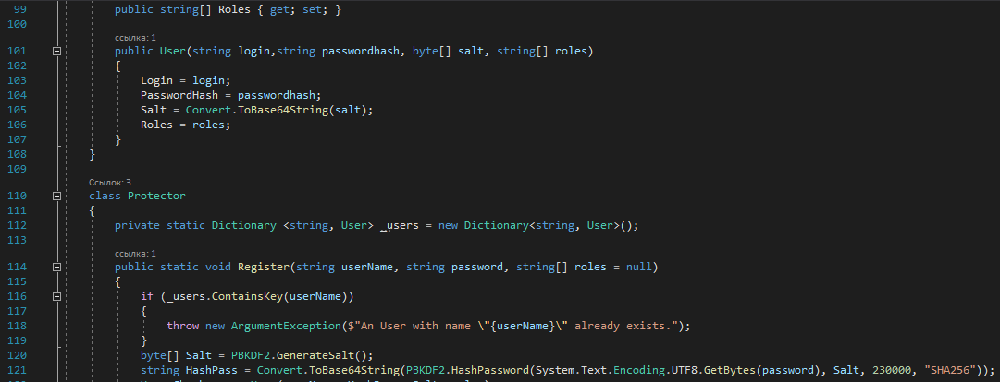 99 public string[] Roles { get; set; }
100
ссылка: 1
101 public User(string login,string passwordhash, byte[] salt, string[] roles)
102 {
103 Login = login;
104 PasswordHash = passwordhash;
105 Salt = Convert.ToBase64String(salt);
106 Roles = roles;
107 }
108 }
109
Ссылок: 3
110 class Protector
111 {
112 private static Dictionary <string, User> _users = new Dictionary<string, User>();
113
ссылка: 1
114 public static void Register(string userName, string password, string[] roles = null)
115 {
116 if (_users.ContainsKey(userName))
117 {
118 throw new ArgumentException($"An User with name \"{userName}\" already exists.");
119 }
120 byte[] Salt = PBKDF2.GenerateSalt();
121 string HashPass = Convert.ToBase64String(PBKDF2.HashPassword(System.Text.Encoding.UTF8.GetBytes(password), Salt, 230000, "SHA256"));